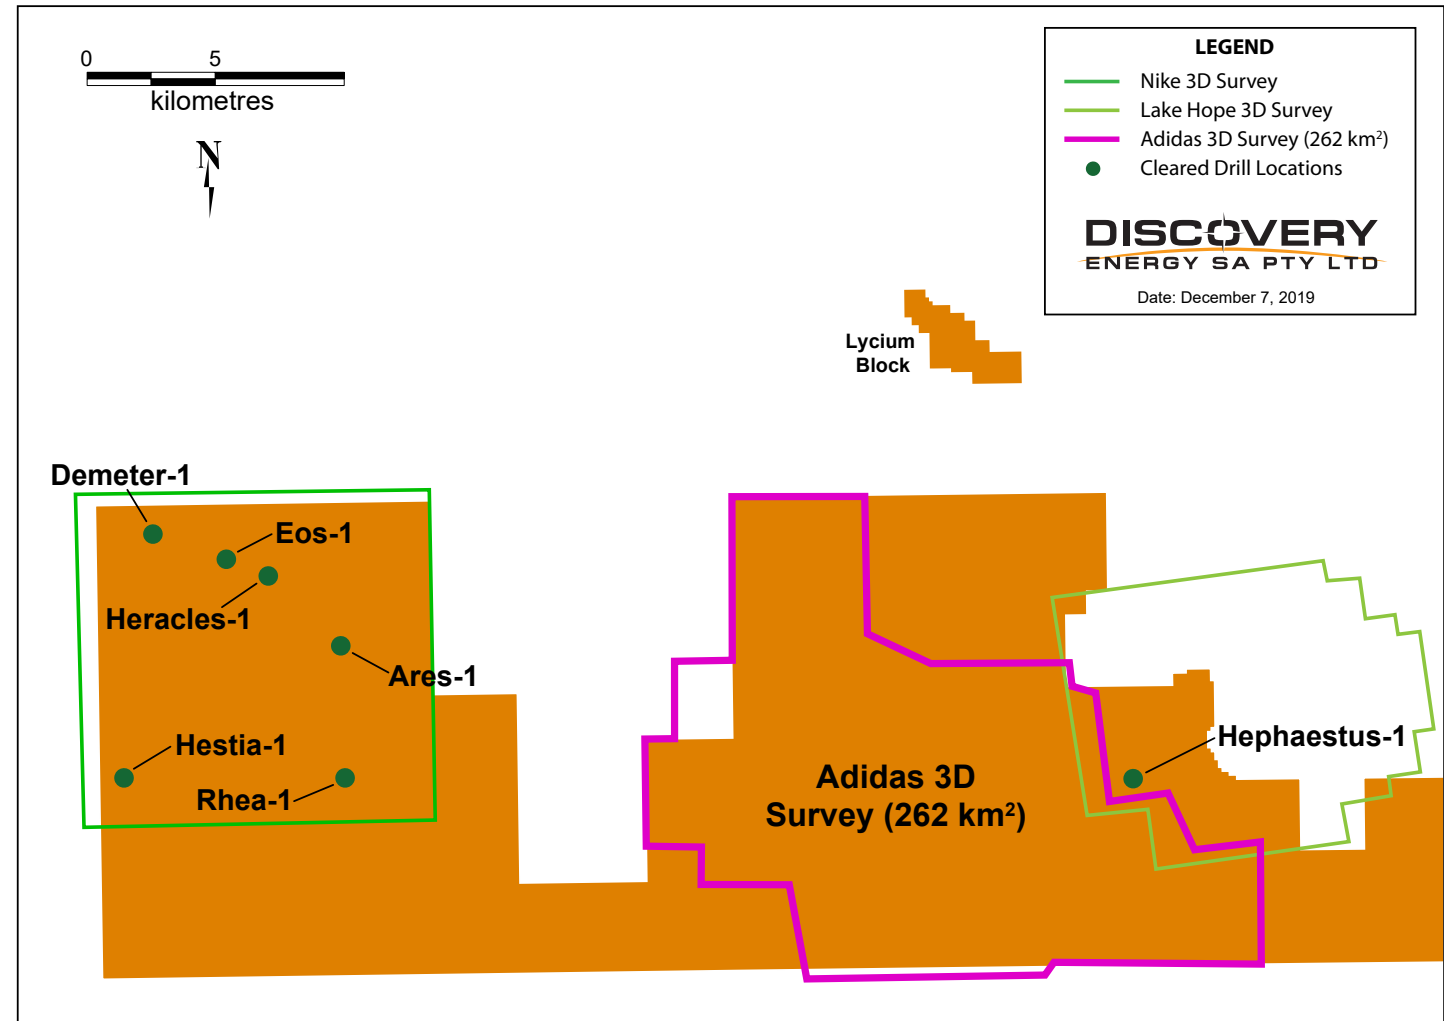 0 5
kilometres
N
LEGEND
Nike 3D Survey
Lake Hope 3D Survey
Adidas 3D Survey (262 km²)
Cleared Drill Locations
DISCOVERY
ENERGY SA PTY LTD
Date: December 7, 2019
Lycium
Block
Demeter-1
Eos-1
Heracles-1
Ares-1
Hestia-1
Rhea-1
Hephaestus-1
Adidas 3D
Survey (262 km²)